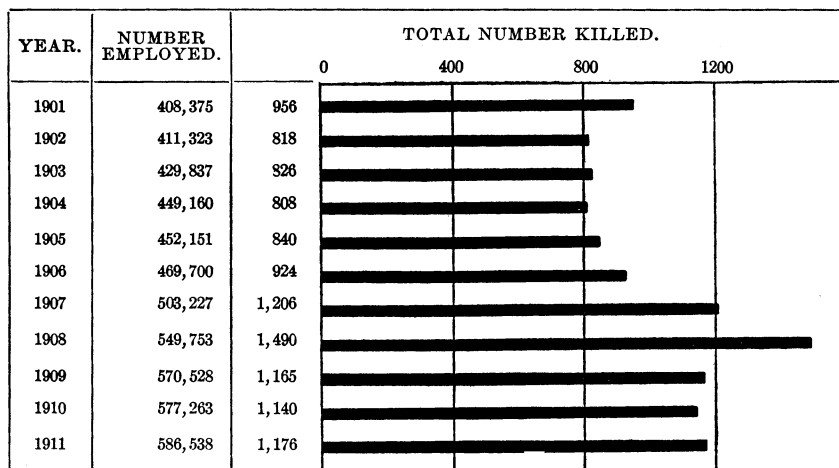 YEAR. NUMBER EMPLOYED. TOTAL NUMBER KILLED.
0 400 800 1200
1901 408,375 956
1902 411,323 818
1903 429,837 826
1904 449,160 808
1905 452,151 840
1906 469,700 924
1907 503,227 1,206
1908 549,753 1,490
1909 570,528 1,165
1910 577,263 1,140
1911 586,538 1,176